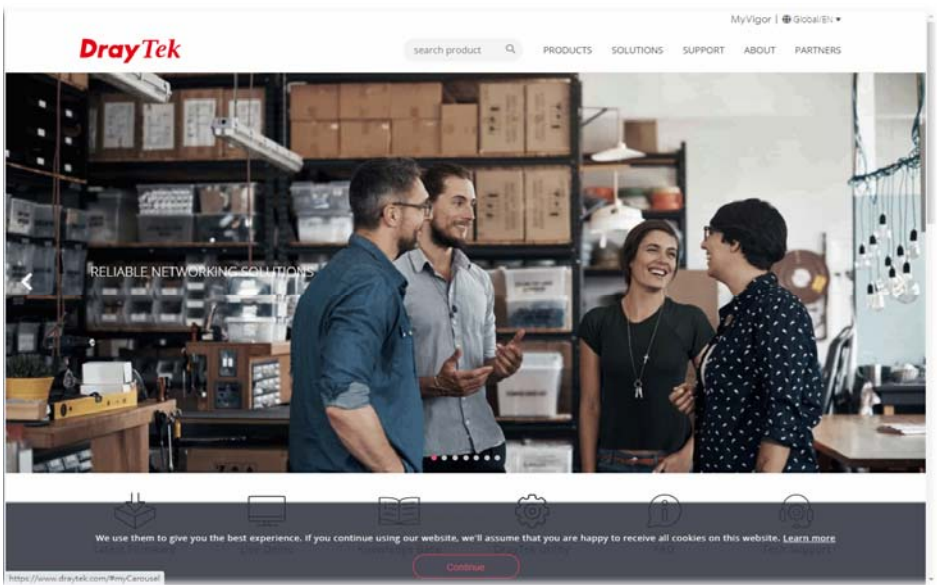 MyVigor | Global/EN
DrayTek
search product
PRODUCTS SOLUTIONS SUPPORT ABOUT PARTNERS
RELIABLE NETWORKING SOLUTIONS
We use them to give you the best experience. If you continue using our website, we'll assume that you are happy to receive all cookies on this website. Learn more
Continue
https://www.draytek.com/#myCarousel